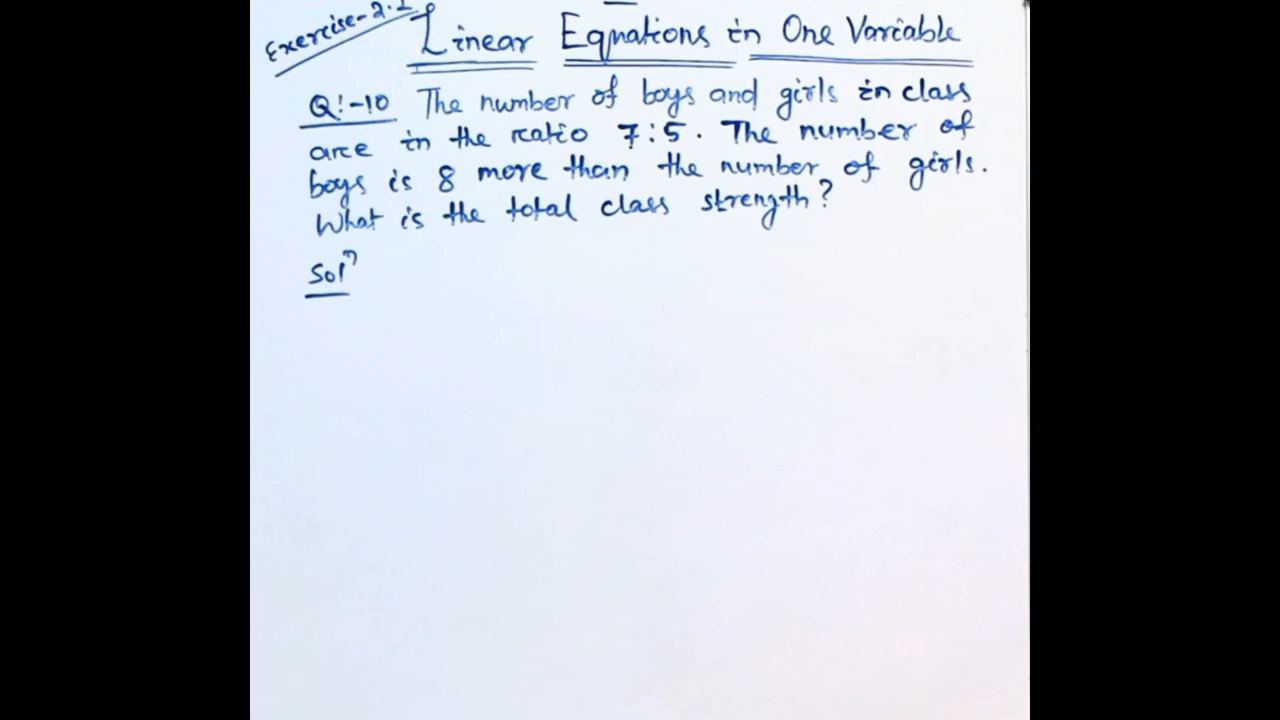 Exercise-2.2
Linear Equations in One Variable
Q:-10 The number of boys and girls in class
are in the ratio 7:5. The number of
boys is 8 more than the number of girls.
What is the total class strength?
Solⁿ